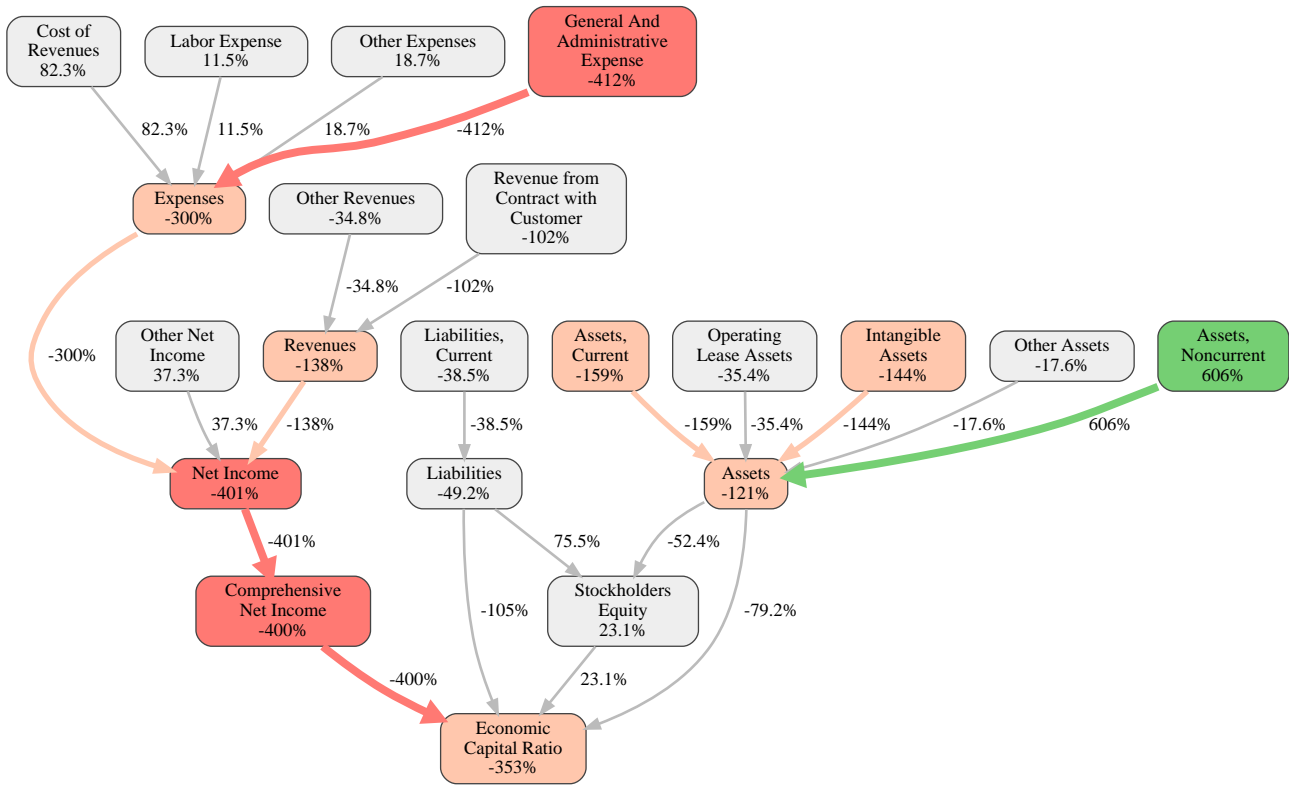 Cost of
Revenues
82.3%
Labor Expense
11.5%
Other Expenses
18.7%
General And
Administrative
Expense
-412%
82.3%
11.5%
18.7%
-412%
Expenses
-300%
Other Revenues
-34.8%
Revenue from
Contract with
Customer
-102%
-34.8%
-102%
-300%
Other Net
Income
37.3%
Revenues
-138%
Liabilities,
Current
-38.5%
Assets,
Current
-159%
Operating
Lease Assets
-35.4%
Intangible
Assets
-144%
Other Assets
-17.6%
Assets,
Noncurrent
606%
37.3%
-138%
-38.5%
-159%
-35.4%
-144%
-17.6%
606%
Net Income
-401%
Liabilities
-49.2%
Assets
-121%
-401%
75.5%
-52.4%
Comprehensive
Net Income
-400%
-105%
Stockholders
Equity
23.1%
-79.2%
-400%
23.1%
Economic
Capital Ratio
-353%